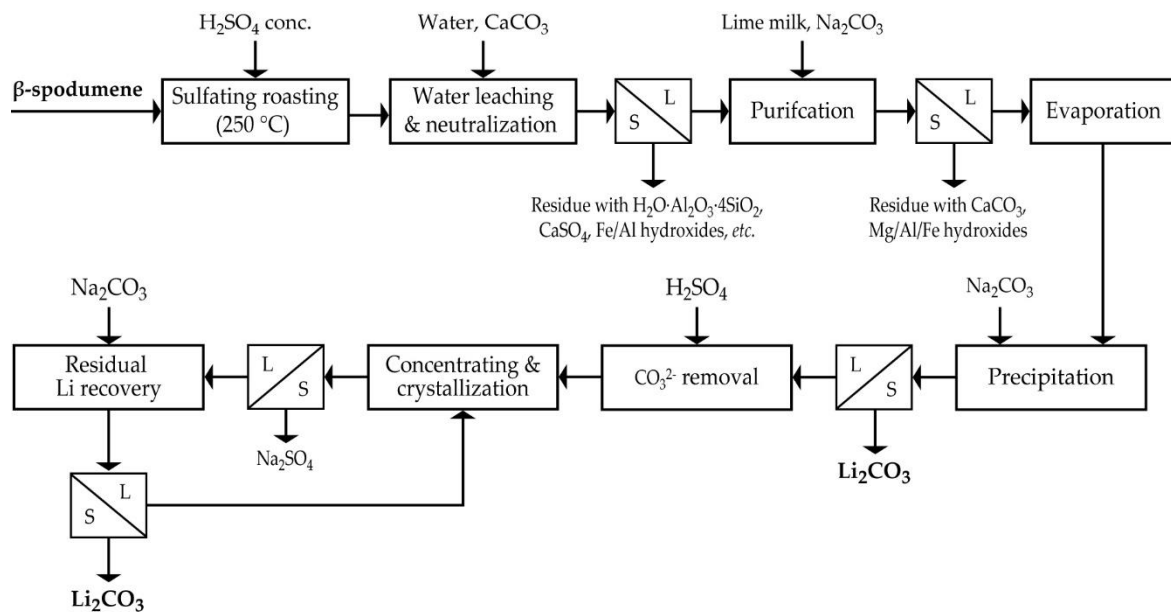 H₂SO₄ conc.
Water, CaCO₃
Lime milk, Na₂CO₃
β-spodumene
Sulfating roasting
(250 °C)
Water leaching
& neutralization
L
S
Purifcation
L
S
Evaporation
Residue with H₂O·Al₂O₃·4SiO₂,
CaSO₄, Fe/Al hydroxides, etc.
Residue with CaCO₃,
Mg/Al/Fe hydroxides
Na₂CO₃
H₂SO₄
Na₂CO₃
Residual
Li recovery
L
S
Concentrating &
crystallization
CO₃²⁻ removal
L
S
Precipitation
Na₂SO₄
Li₂CO₃
L
S
Li₂CO₃